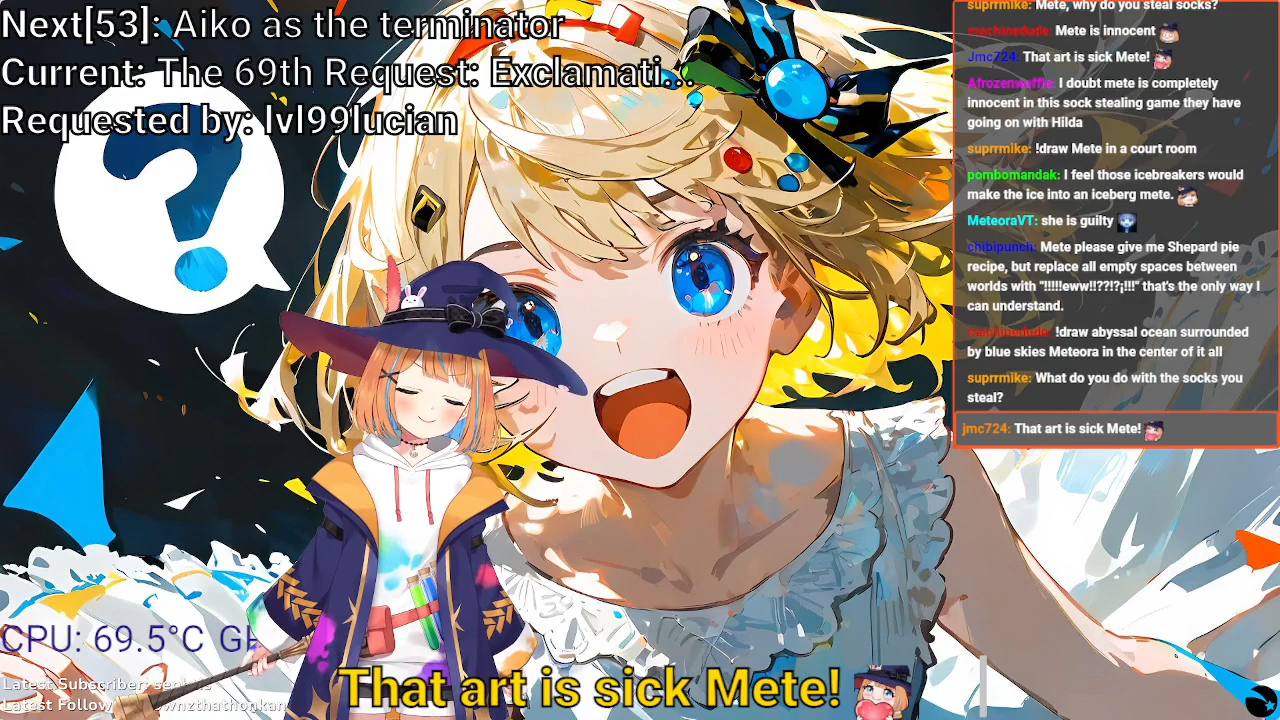 Next[53]: Aiko as the terminator
Current: The 69th Request: Exclamati...
Requested by: lvl99lucian
?
suprrmike: Mete, why do you steal socks?
machinedude: Mete is innocent
Jmc724: That art is sick Mete!
Afrozenwaffle: I doubt mete is completely
innocent in this sock stealing game they have
going on with Hilda
suprrmike: !draw Mete in a court room
pombomandak: I feel those icebreakers would
make the ice into an iceberg mete.
MeteoraVT: she is guilty
chibipunch: Mete please give me Shepard pie
recipe, but replace all empty spaces between
worlds with "!!!!!eww!!??!?¡!!!" that's the only way I
can understand.
machinedude: !draw abyssal ocean surrounded
by blue skies Meteora in the center of it all
suprrmike: What do you do with the socks you
steal?
jmc724: That art is sick Mete!
CPU: 69.5°C
Latest Subscriber:
Latest Follow
That art is sick Mete!